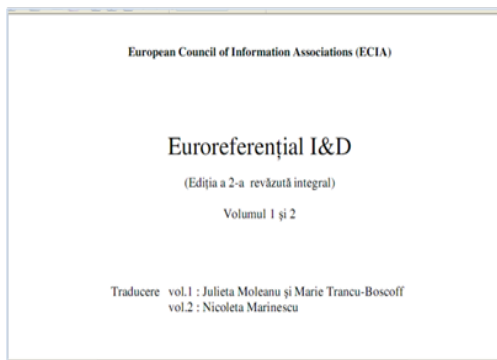 European Council of Information Associations (ECIA)
Euroreferențial I&D
(Ediția a 2-a revăzută integral)
Volumul 1 și 2
Traducere vol.1 : Julieta Moleanu și Marie Trancu-Boscoff
vol.2 : Nicoleta Marinescu